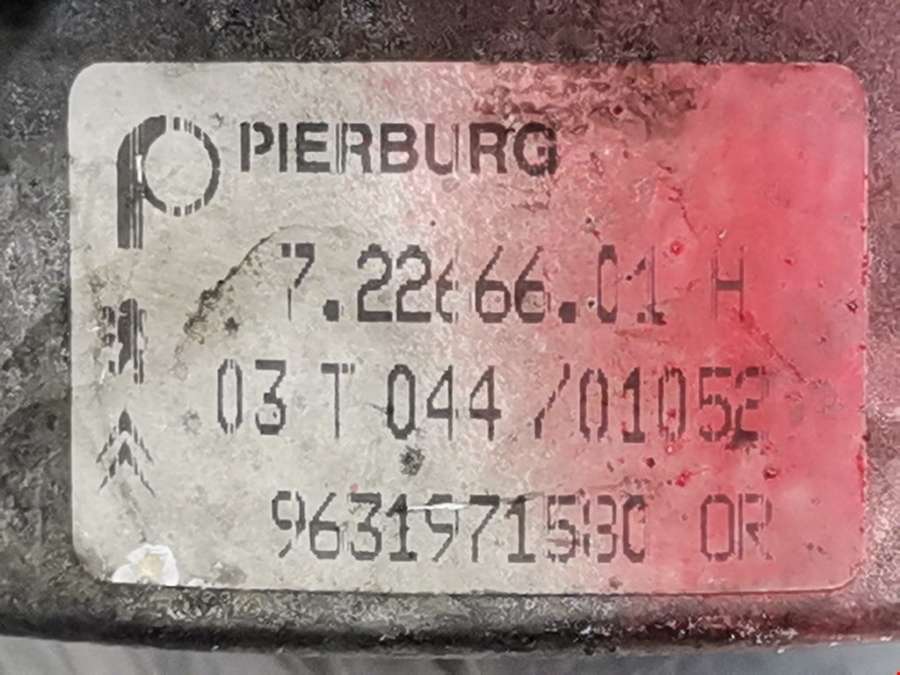 PIERBURG
7.22666.01 H
03 T 044 /01052
9631971580 OR